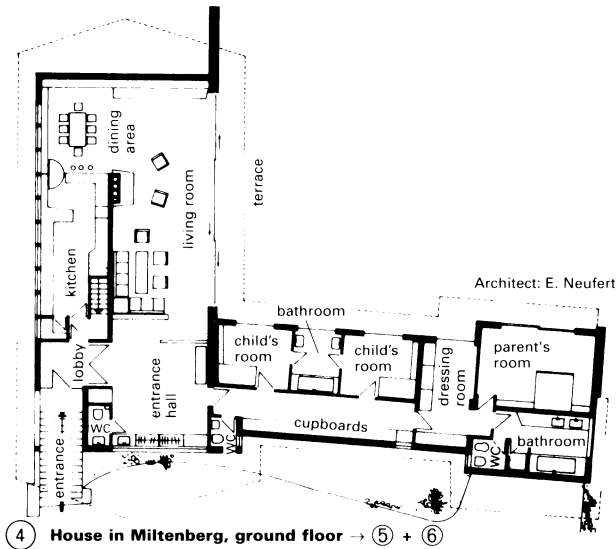 dining
area
terrace
living room
kitchen
Architect: E. Neufert
bathroom
child's
room
child's
room
parent's
room
dressing
room
lobby
entrance
hall
WC
WC
cupboards
bathroom
WC
entrance
4 House in Miltenberg, ground floor → 5 + 6